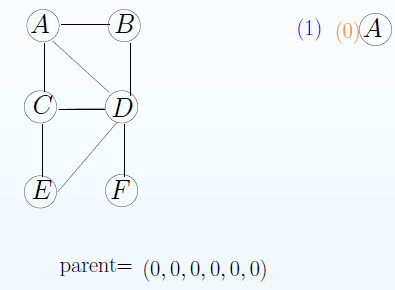 A B (1) (0) A
C D
E F
parent= (0, 0, 0, 0, 0, 0)